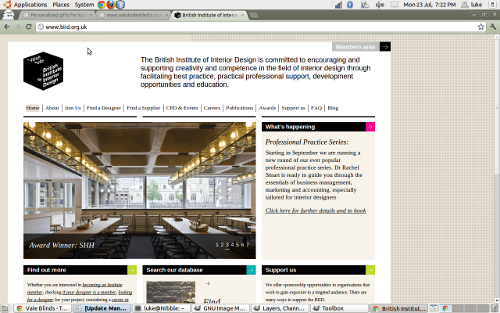 Applications Places System
Mon 23 Jul, 7:22 PM luke
British Institute of Inter
www.biid.org.uk
Members area
British Institute of Interior Design
The British Institute of Interior Design is committed to encouraging and
supporting creativity and competence in the field of interior design through
facilitating best practice, practical professional support, development
opportunities and education.
Home About Join Us Find a Designer Find a Supplier CPD & Events Careers Publications Awards Support us FAQ Blog
What's happening
Professional Practice Series:
Starting in September we are running a
new round of our ever popular
professional practice series. Dr Rachel
Smart is ready to guide you through the
essentials of business management,
marketing and accounting, especially
tailored for interior designers
Click here for further details and to book
Award Winner: SHH
1 2 3 4 5 6 7
Find out more
Search our database
Support us
Whether you are interested in becoming an Institute
member, checking if your designer is a member, looking
for a designer for your project, considering a career in
Find
We offer sponsorship opportunities to organisations that
wish to gain exposure to a targeted audience. There are
many ways to support the BIID.
Vale Blinds - T...
[Update Man...
luke@Nibble: ~
GNU Image M...
Layers, Chann...
Toolbox
British Institut...